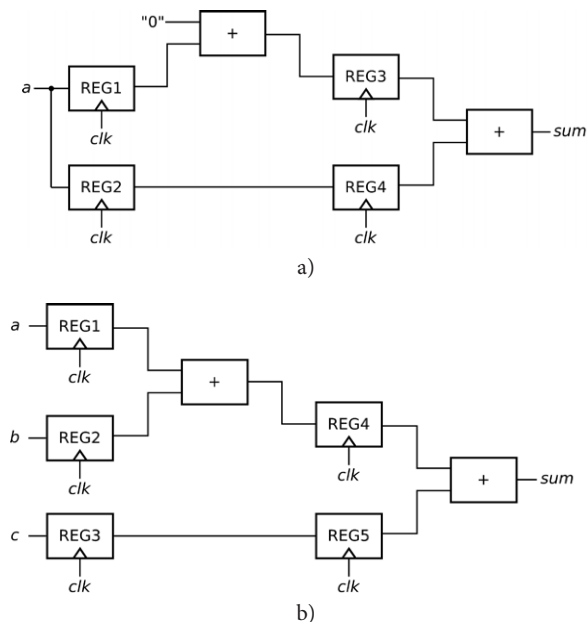 "0"
+
a
REG1
clk
REG3
clk
+
sum
REG2
clk
REG4
clk
a)
a
REG1
clk
+
b
REG2
clk
REG4
clk
+
sum
c
REG3
clk
REG5
clk
b)